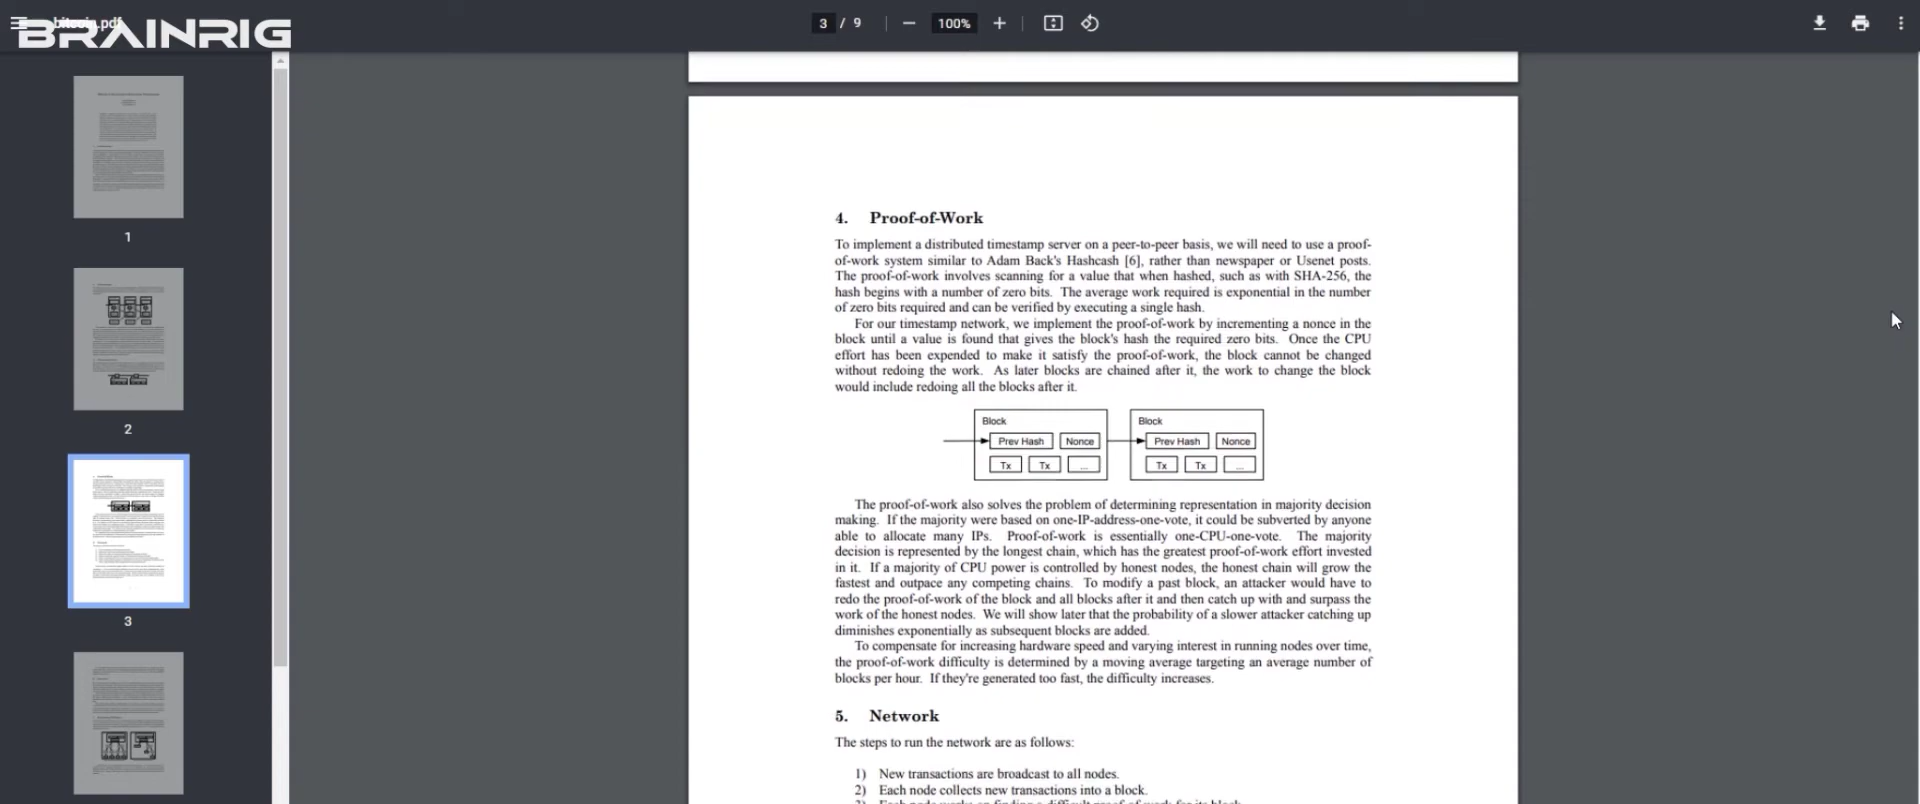 BRAINRIG
bitcoin.pdf
3 / 9
100%
1
2
3
4. Proof-of-Work
To implement a distributed timestamp server on a peer-to-peer basis, we will need to use a proof-
of-work system similar to Adam Back's Hashcash [6], rather than newspaper or Usenet posts.
The proof-of-work involves scanning for a value that when hashed, such as with SHA-256, the
hash begins with a number of zero bits. The average work required is exponential in the number
of zero bits required and can be verified by executing a single hash.
For our timestamp network, we implement the proof-of-work by incrementing a nonce in the
block until a value is found that gives the block's hash the required zero bits. Once the CPU
effort has been expended to make it satisfy the proof-of-work, the block cannot be changed
without redoing the work. As later blocks are chained after it, the work to change the block
would include redoing all the blocks after it.
Block Block
Prev Hash Nonce Prev Hash Nonce
Tx Tx ... Tx Tx ...
The proof-of-work also solves the problem of determining representation in majority decision
making. If the majority were based on one-IP-address-one-vote, it could be subverted by anyone
able to allocate many IPs. Proof-of-work is essentially one-CPU-one-vote. The majority
decision is represented by the longest chain, which has the greatest proof-of-work effort invested
in it. If a majority of CPU power is controlled by honest nodes, the honest chain will grow the
fastest and outpace any competing chains. To modify a past block, an attacker would have to
redo the proof-of-work of the block and all blocks after it and then catch up with and surpass the
work of the honest nodes. We will show later that the probability of a slower attacker catching up
diminishes exponentially as subsequent blocks are added.
To compensate for increasing hardware speed and varying interest in running nodes over time,
the proof-of-work difficulty is determined by a moving average targeting an average number of
blocks per hour. If they're generated too fast, the difficulty increases.
5. Network
The steps to run the network are as follows:
1) New transactions are broadcast to all nodes.
2) Each node collects new transactions into a block.